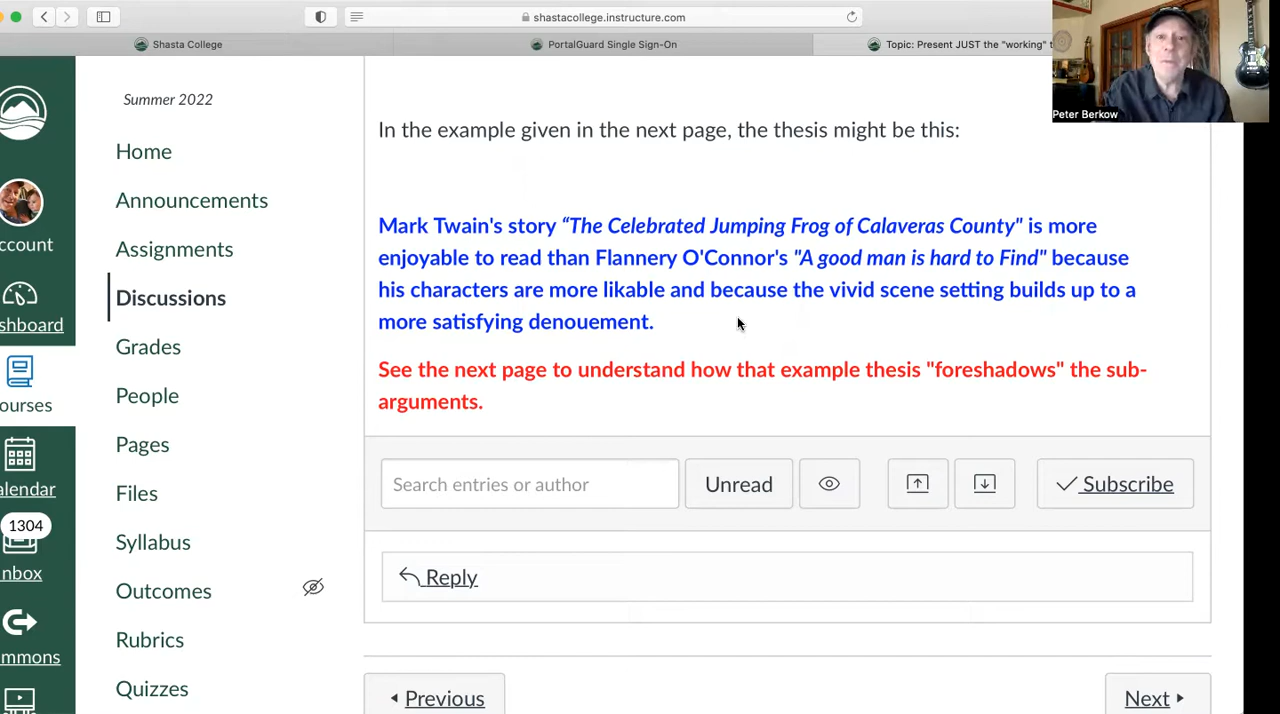 shastacollege.instructure.com
Shasta College
PortalGuard Single Sign-On
Topic: Present JUST the "working" t
Peter Berkow
Summer 2022
Home
Announcements
Assignments
Discussions
Grades
People
Pages
Files
Syllabus
Outcomes
Rubrics
Quizzes
ccount
shboard
ourses
alendar
1304
nbox
mmons
In the example given in the next page, the thesis might be this:
Mark Twain's story “The Celebrated Jumping Frog of Calaveras County" is more
enjoyable to read than Flannery O'Connor's "A good man is hard to Find" because
his characters are more likable and because the vivid scene setting builds up to a
more satisfying denouement.
See the next page to understand how that example thesis "foreshadows" the sub-
arguments.
Search entries or author
Unread
Subscribe
Reply
Previous
Next